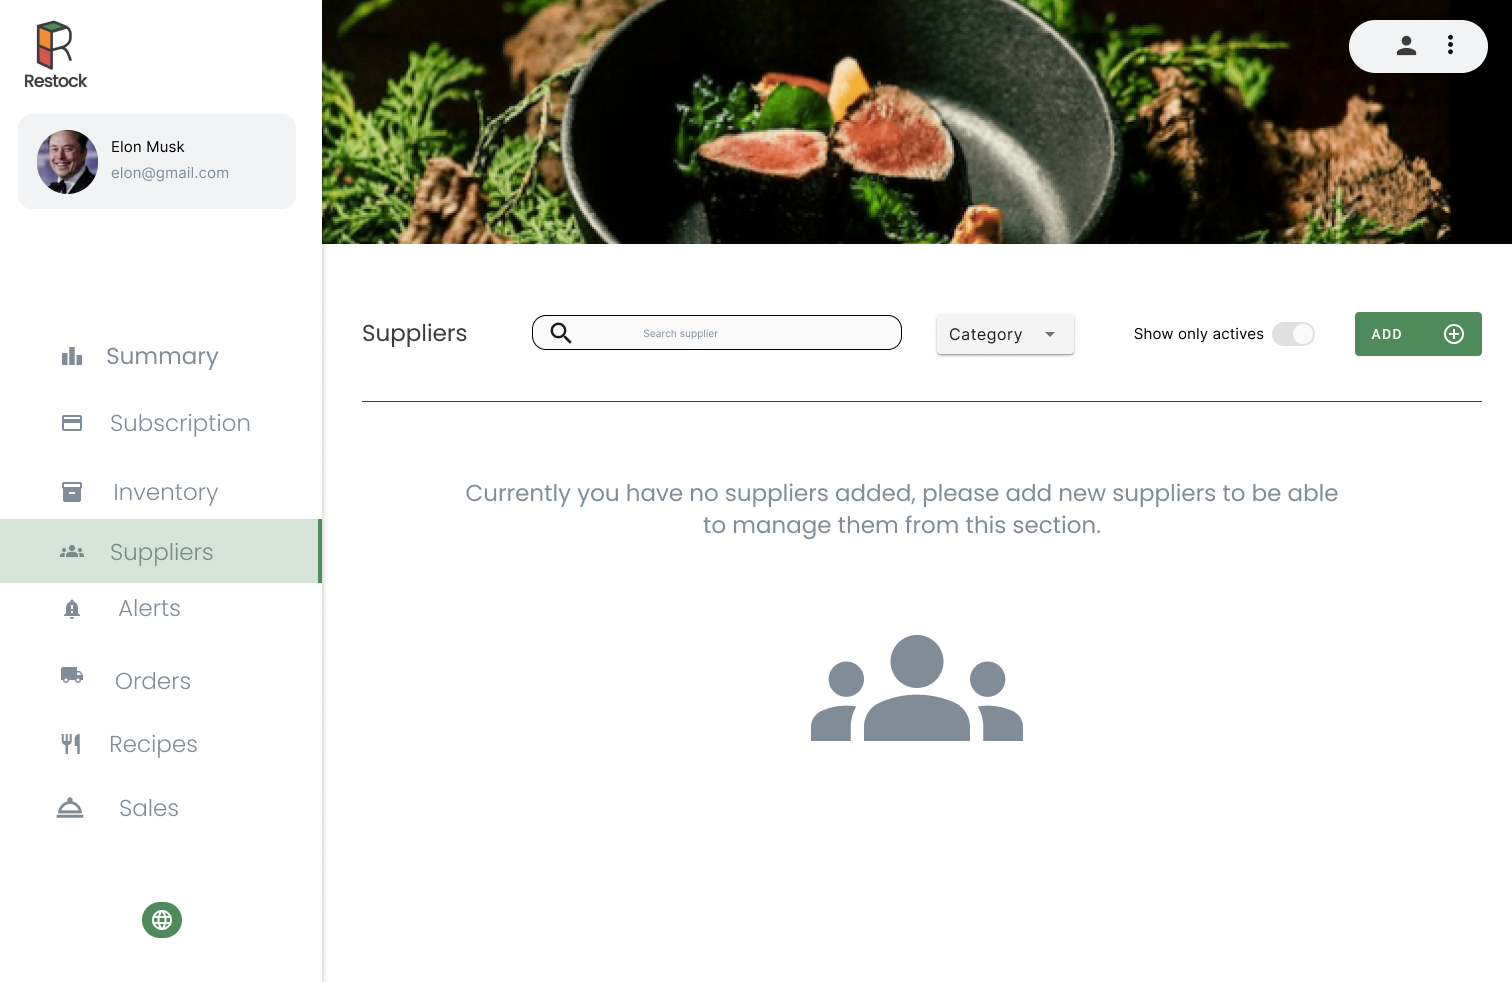 Restock
Elon Musk
elon@gmail.com
Summary
Subscription
Inventory
Suppliers
Alerts
Orders
Recipes
Sales
Suppliers
Search supplier
Category
Show only actives
ADD
Currently you have no suppliers added, please add new suppliers to be able
to manage them from this section.